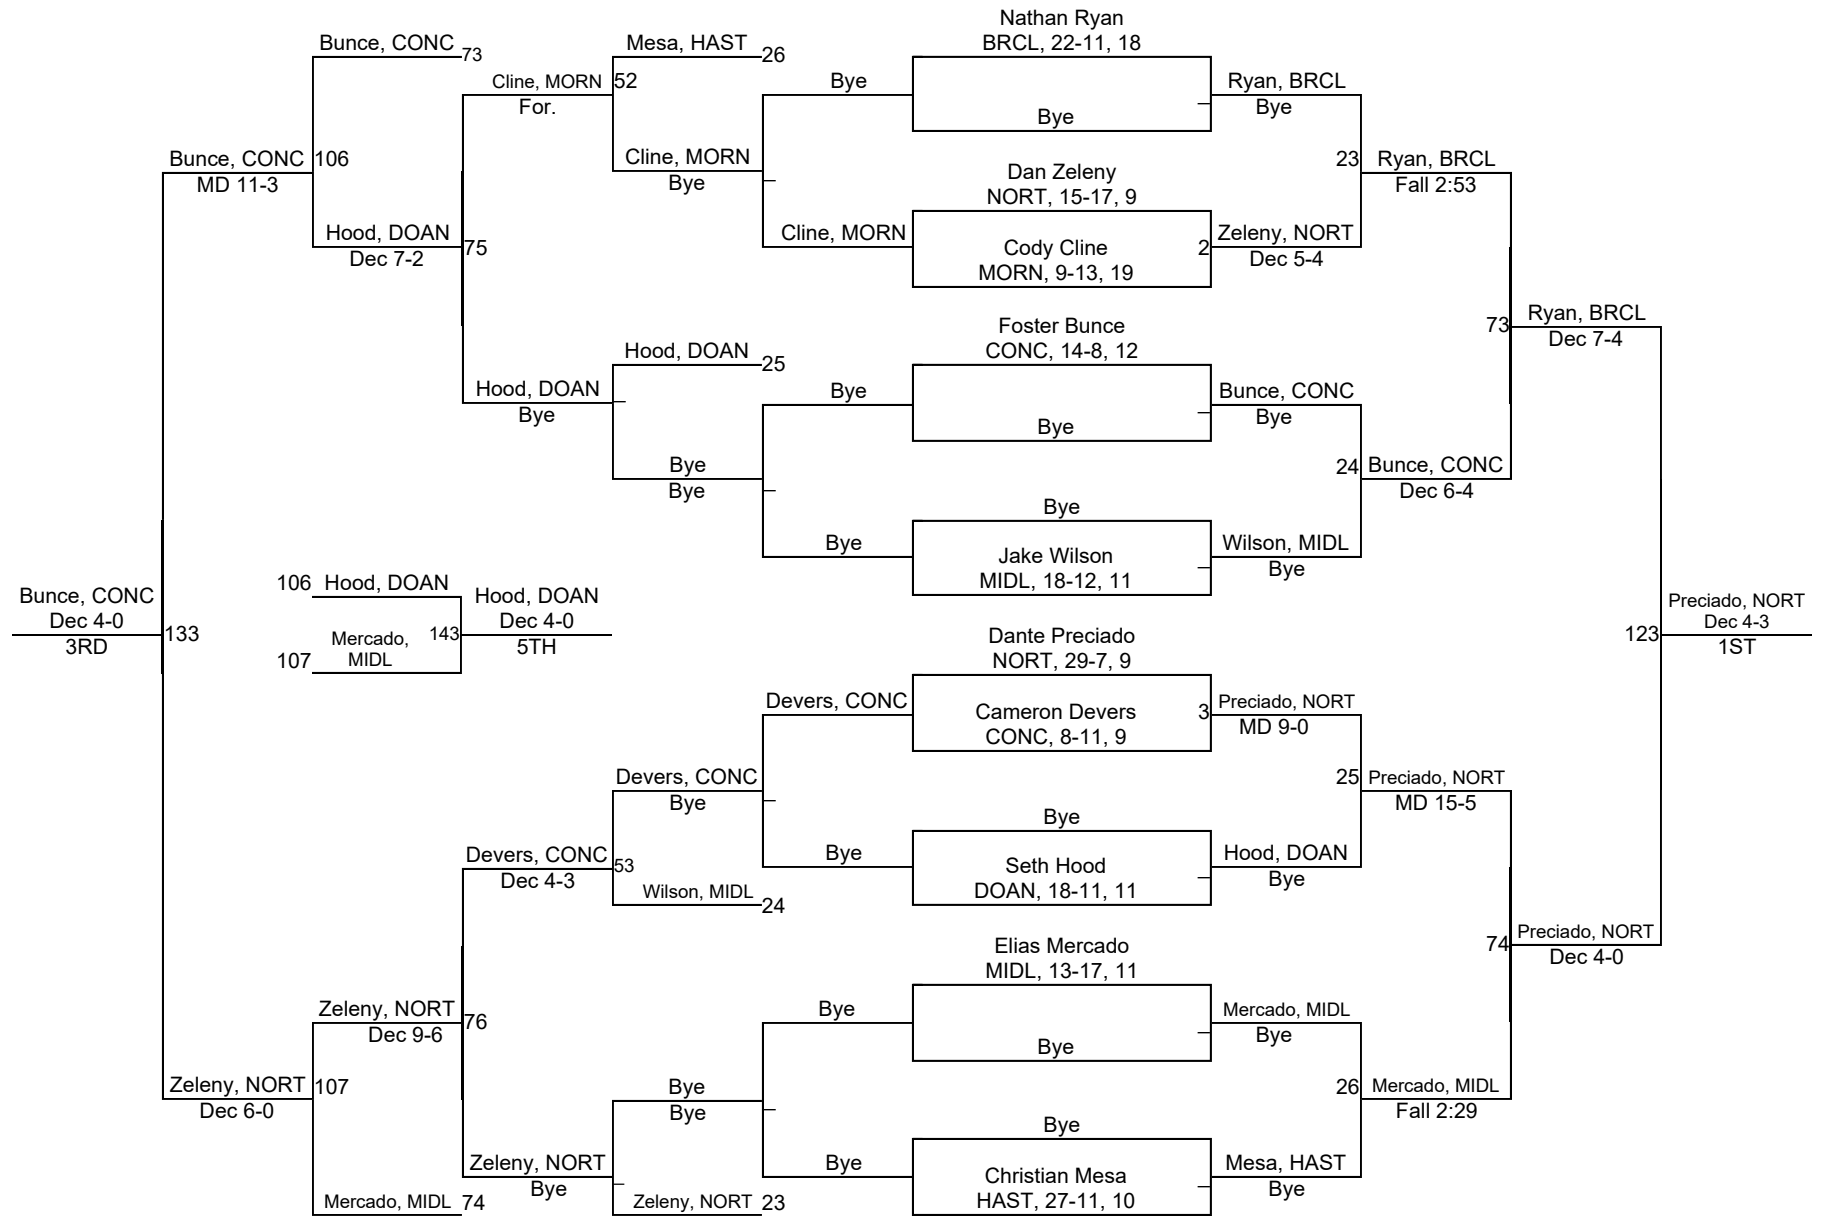 Nathan Ryan
BRCL, 22-11, 18
Bunce, CONC
73
Mesa, HAST
26
Cline, MORN
52
For.
Bye
Ryan, BRCL
Bye
Bye
Cline, MORN
Bye
Bunce, CONC
106
MD 11-3
23
Ryan, BRCL
Fall 2:53
Dan Zeleny
NORT, 15-17, 9
Hood, DOAN
75
Dec 7-2
Cline, MORN
Cody Cline
MORN, 9-13, 19
2
Zeleny, NORT
Dec 5-4
Foster Bunce
CONC, 14-8, 12
73
Ryan, BRCL
Dec 7-4
Hood, DOAN
25
Hood, DOAN
Bye
Bye
Bunce, CONC
Bye
Bye
Bye
Bye
24
Bunce, CONC
Dec 6-4
Bye
Bye
Jake Wilson
MIDL, 18-12, 11
Wilson, MIDL
Bye
Bunce, CONC
Dec 4-0
3RD
133
106
Hood, DOAN
Mercado,
MIDL
107
143
Hood, DOAN
Dec 4-0
5TH
123
Preciado, NORT
Dec 4-3
1ST
Dante Preciado
NORT, 29-7, 9
Devers, CONC
Cameron Devers
CONC, 8-11, 9
3
Preciado, NORT
MD 9-0
Devers, CONC
Bye
25
Preciado, NORT
MD 15-5
Bye
Devers, CONC
53
Dec 4-3
Bye
Seth Hood
DOAN, 18-11, 11
Hood, DOAN
Bye
Wilson, MIDL
24
Elias Mercado
MIDL, 13-17, 11
74
Preciado, NORT
Dec 4-0
Zeleny, NORT
76
Dec 9-6
Bye
Bye
Mercado, MIDL
Bye
Zeleny, NORT
107
Dec 6-0
Bye
Bye
26
Mercado, MIDL
Fall 2:29
Bye
Zeleny, NORT
Bye
Bye
Christian Mesa
HAST, 27-11, 10
Mesa, HAST
Bye
Mercado, MIDL
74
Zeleny, NORT
23